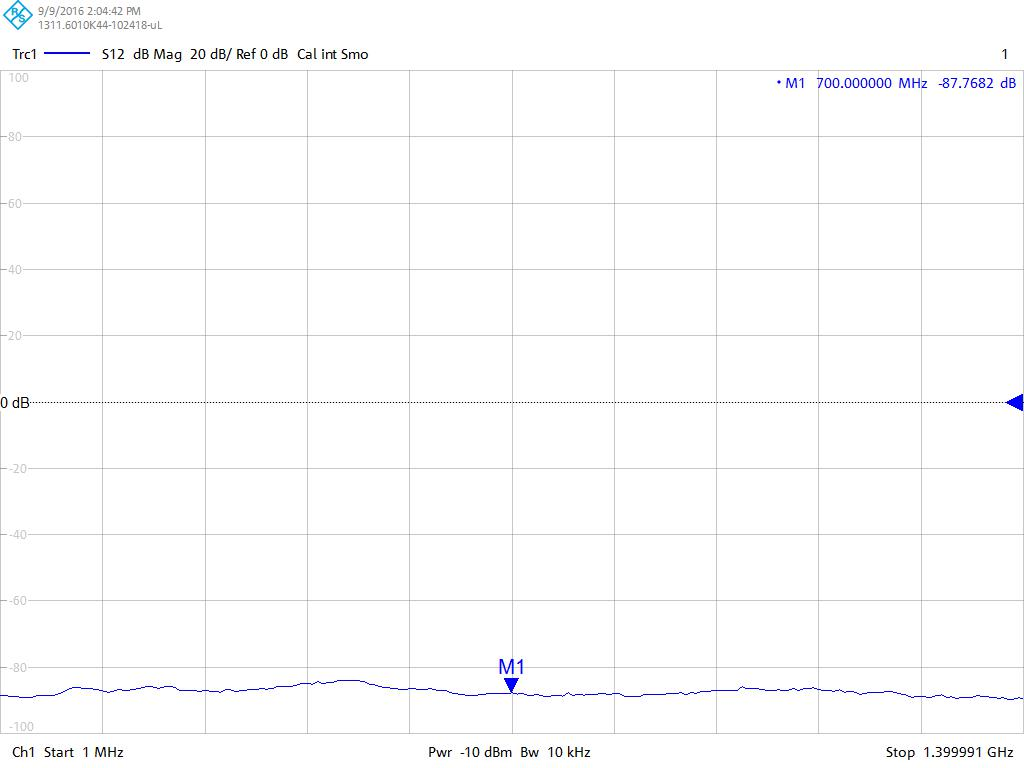 R&S
9/9/2016 2:04:42 PM
1311.6010K44-102418-uL
Trc1 S12 dB Mag 20 dB/ Ref 0 dB Cal int Smo 1
100
• M1 700.000000 MHz -87.7682 dB
80
60
40
20
0 dB
-20
-40
-60
-80
M1
-100
Ch1 Start 1 MHz Pwr -10 dBm Bw 10 kHz Stop 1.399991 GHz